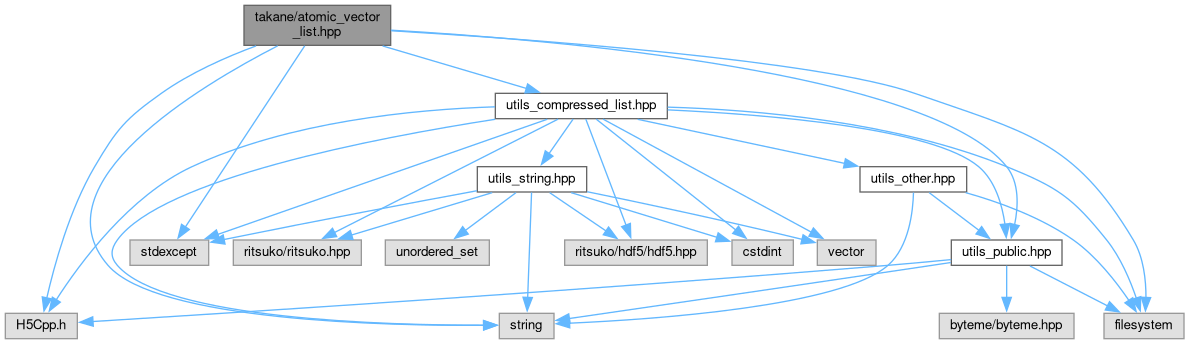 takane/atomic_vector
_list.hpp
utils_compressed_list.hpp
utils_string.hpp
utils_other.hpp
stdexcept
ritsuko/ritsuko.hpp
unordered_set
ritsuko/hdf5/hdf5.hpp
cstdint
vector
utils_public.hpp
H5Cpp.h
string
byteme/byteme.hpp
filesystem